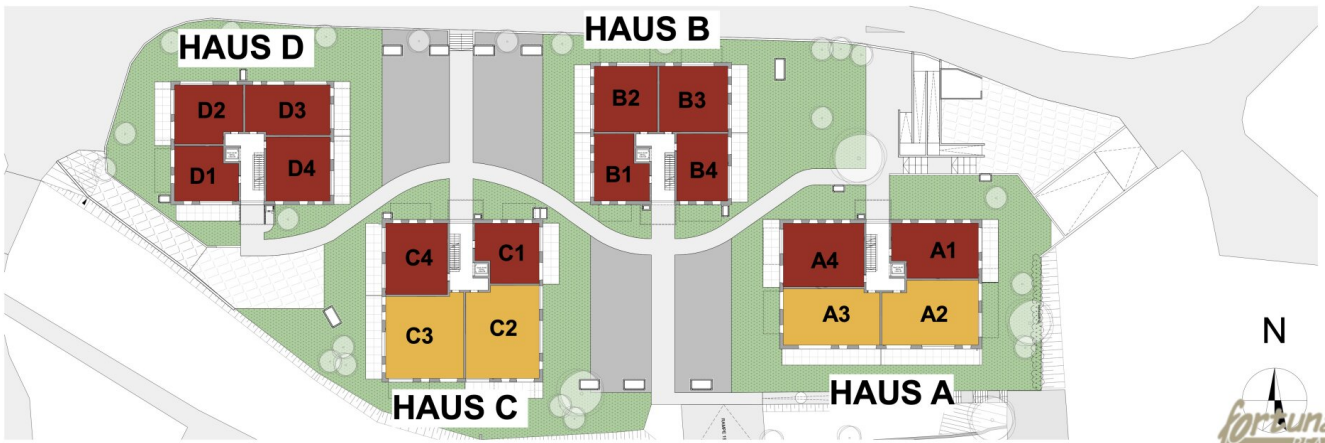 HAUS D
HAUS B
D2 D3
D1 D4
B2 B3
B1 B4
C4 C1
C3 C2
A4 A1
A3 A2
HAUS C
HAUS A
N